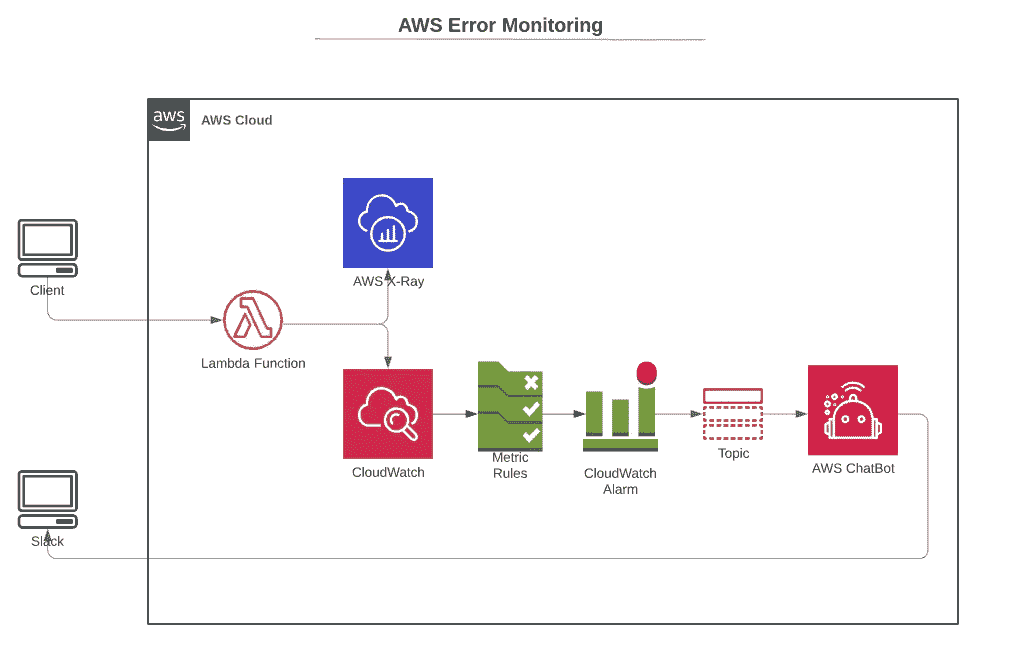 AWS Error Monitoring
aws
AWS Cloud
AWS X-Ray
Client
Lambda Function
CloudWatch
Metric
Rules
CloudWatch
Alarm
Topic
AWS ChatBot
Slack